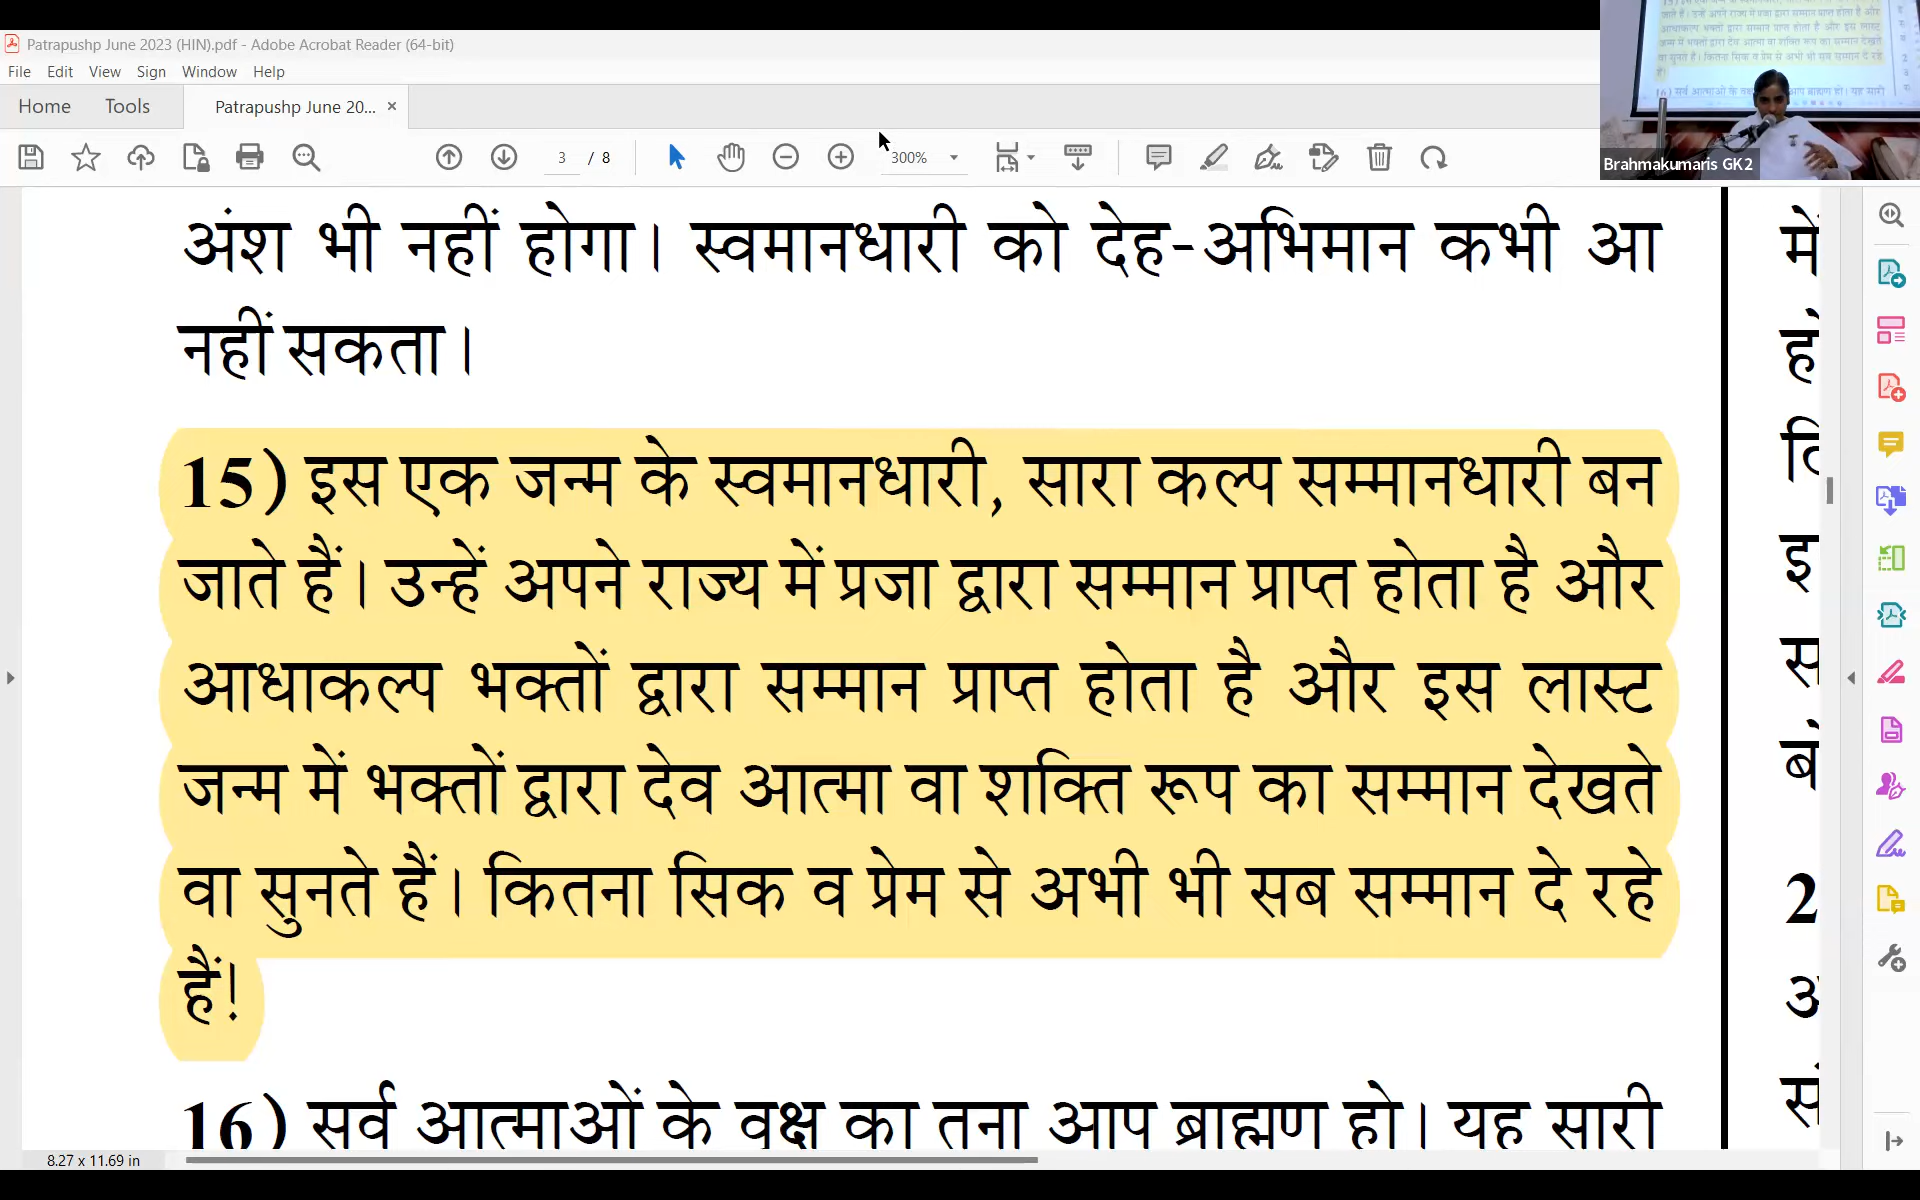 Patrapushp June 2023 (HIN).pdf - Adobe Acrobat Reader (64-bit)
File Edit View Sign Window Help
Home Tools Patrapushp June 20... ×
3 / 8 300%
Brahmakumaris GK2
अंश भी नहीं होगा। स्वमानधारी को देह-अभिमान कभी आ
नहीं सकता।
15) इस एक जन्म के स्वमानधारी, सारा कल्प सम्मानधारी बन
जाते हैं। उन्हें अपने राज्य में प्रजा द्वारा सम्मान प्राप्त होता है और
आधाकल्प भक्तों द्वारा सम्मान प्राप्त होता है और इस लास्ट
जन्म में भक्तों द्वारा देव आत्मा वा शक्ति रूप का सम्मान देखते
वा सुनते हैं। कितना सिक व प्रेम से अभी भी सब सम्मान दे रहे
हैं!
16) सर्व आत्माओं के वृक्ष का तना आप ब्राह्मण हो। यह सारी
8.27 x 11.69 in